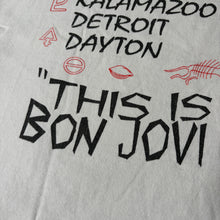 KALAMAZOO
DETROIT
DAYTON
"THIS IS
BON JOVI